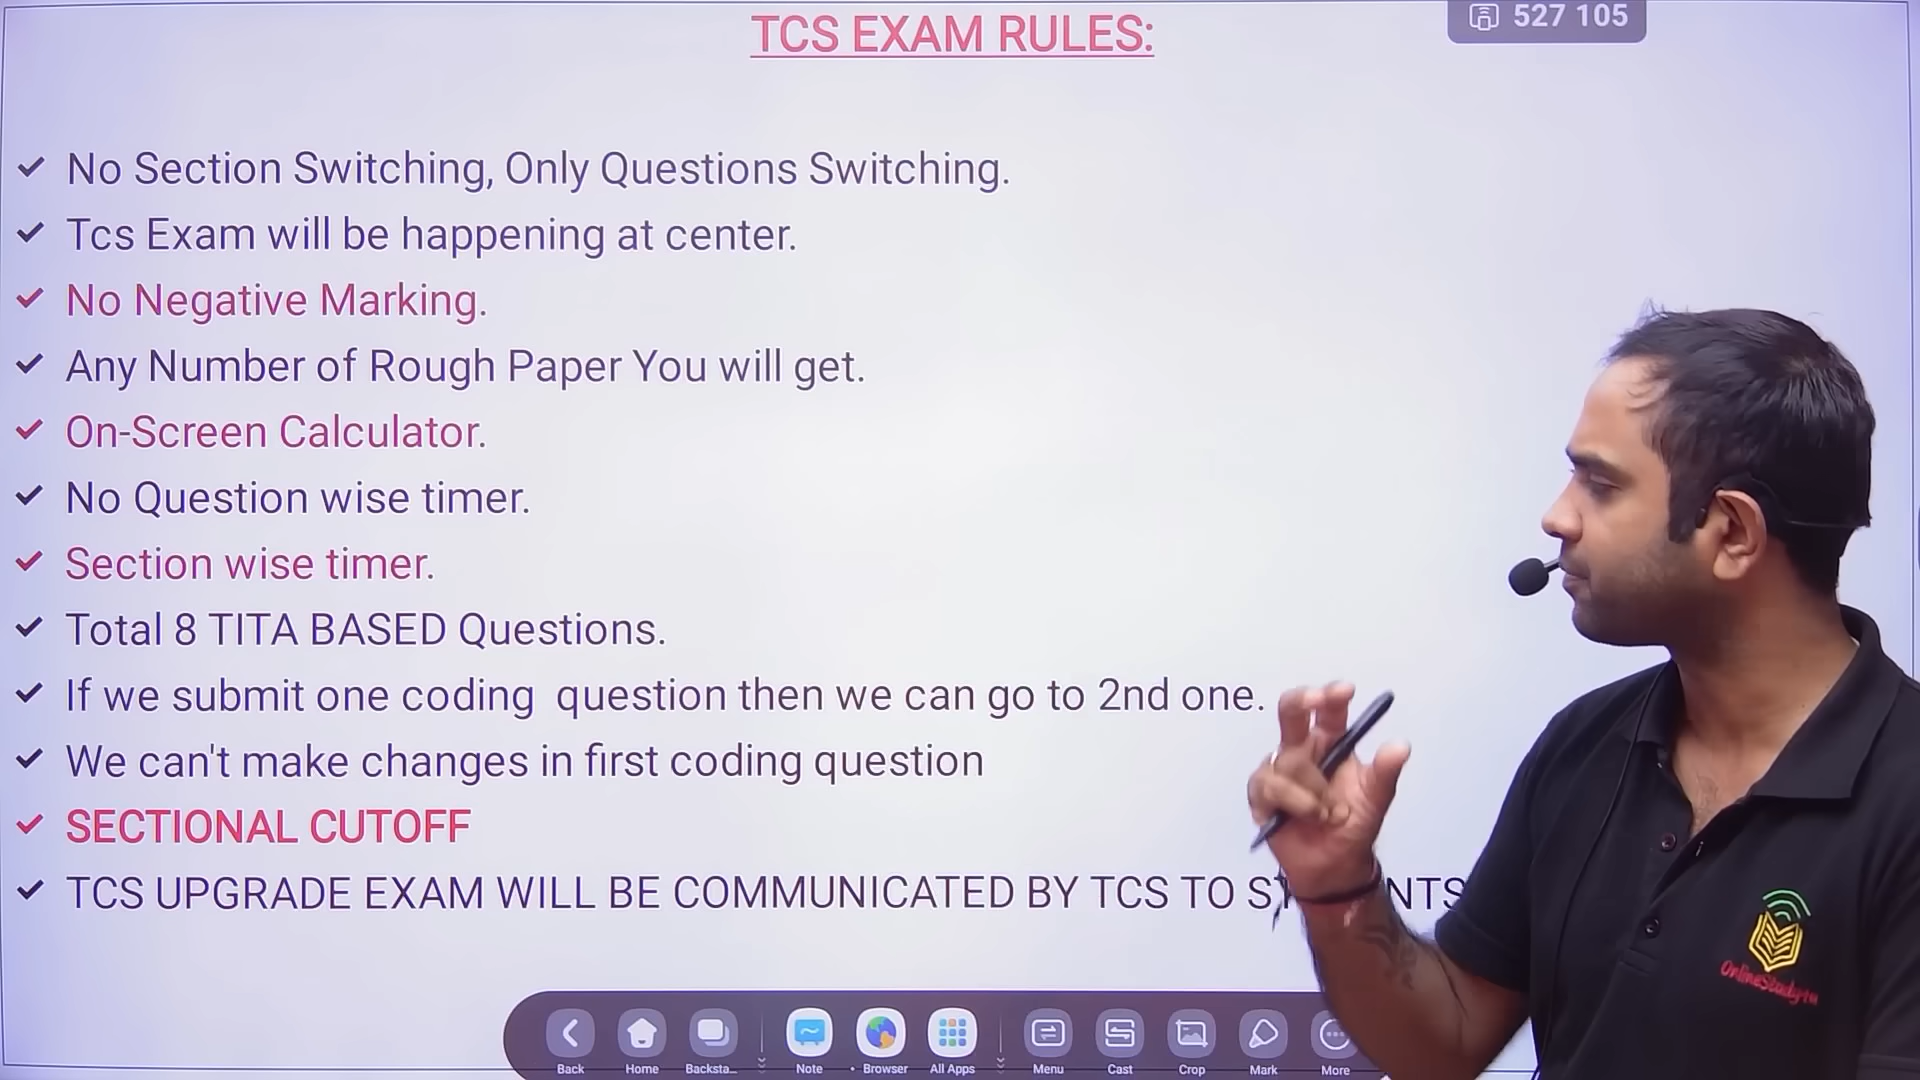 TCS EXAM RULES:
527 105
No Section Switching, Only Questions Switching.
Tcs Exam will be happening at center.
No Negative Marking.
Any Number of Rough Paper You will get.
On-Screen Calculator.
No Question wise timer.
Section wise timer.
Total 8 TITA BASED Questions.
If we submit one coding question then we can go to 2nd one.
We can't make changes in first coding question
SECTIONAL CUTOFF
TCS UPGRADE EXAM WILL BE COMMUNICATED BY TCS TO
OnlineStudy4u
Back Home Backsta... Note Browser All Apps Menu Cast Crop Mark More